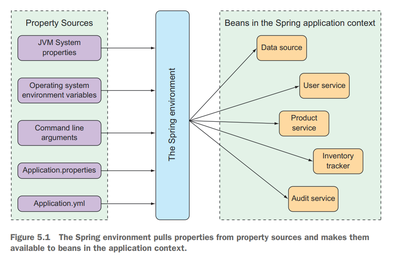 Property Sources
JVM System
properties
Operating system
environment variables
Command line
arguments
Application.properties
Application.yml
The Spring environment
Beans in the Spring application context
Data source
User service
Product
service
Inventory
tracker
Audit service
Figure 5.1 The Spring environment pulls properties from property sources and makes them
available to beans in the application context.